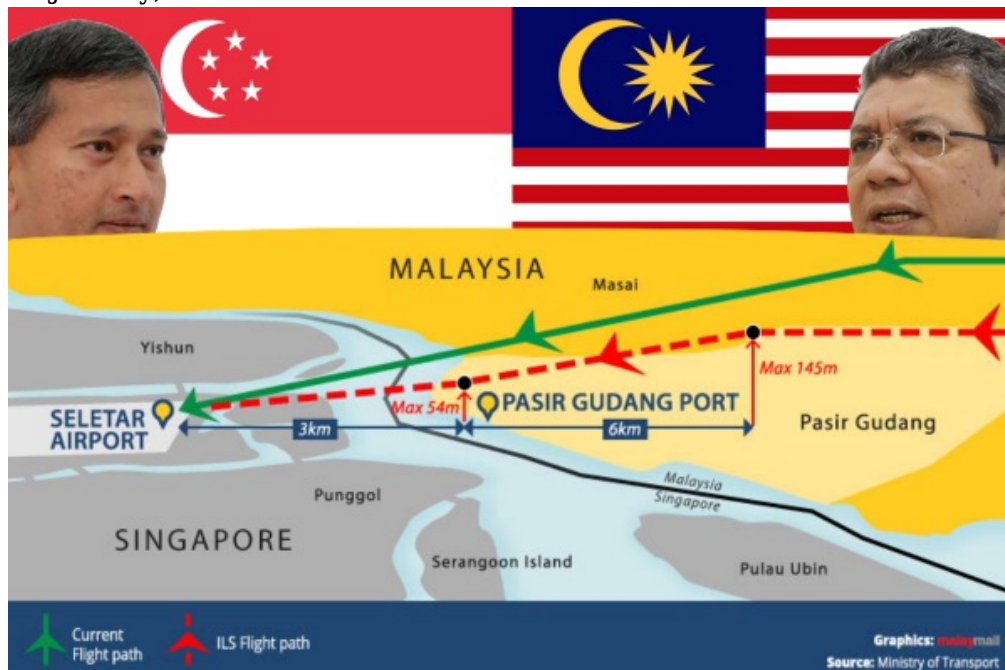 MALAYSIA
Masai
Yishun
Max 145m
SELETAR
AIRPORT
Max 54m
PASIR GUDANG PORT
3km
6km
Pasir Gudang
Malaysia
Singapore
Punggol
SINGAPORE
Serangoon Island
Pulau Ubin
Current
Flight path
ILS Flight path
Graphics: malaymail
Source: Ministry of Transport